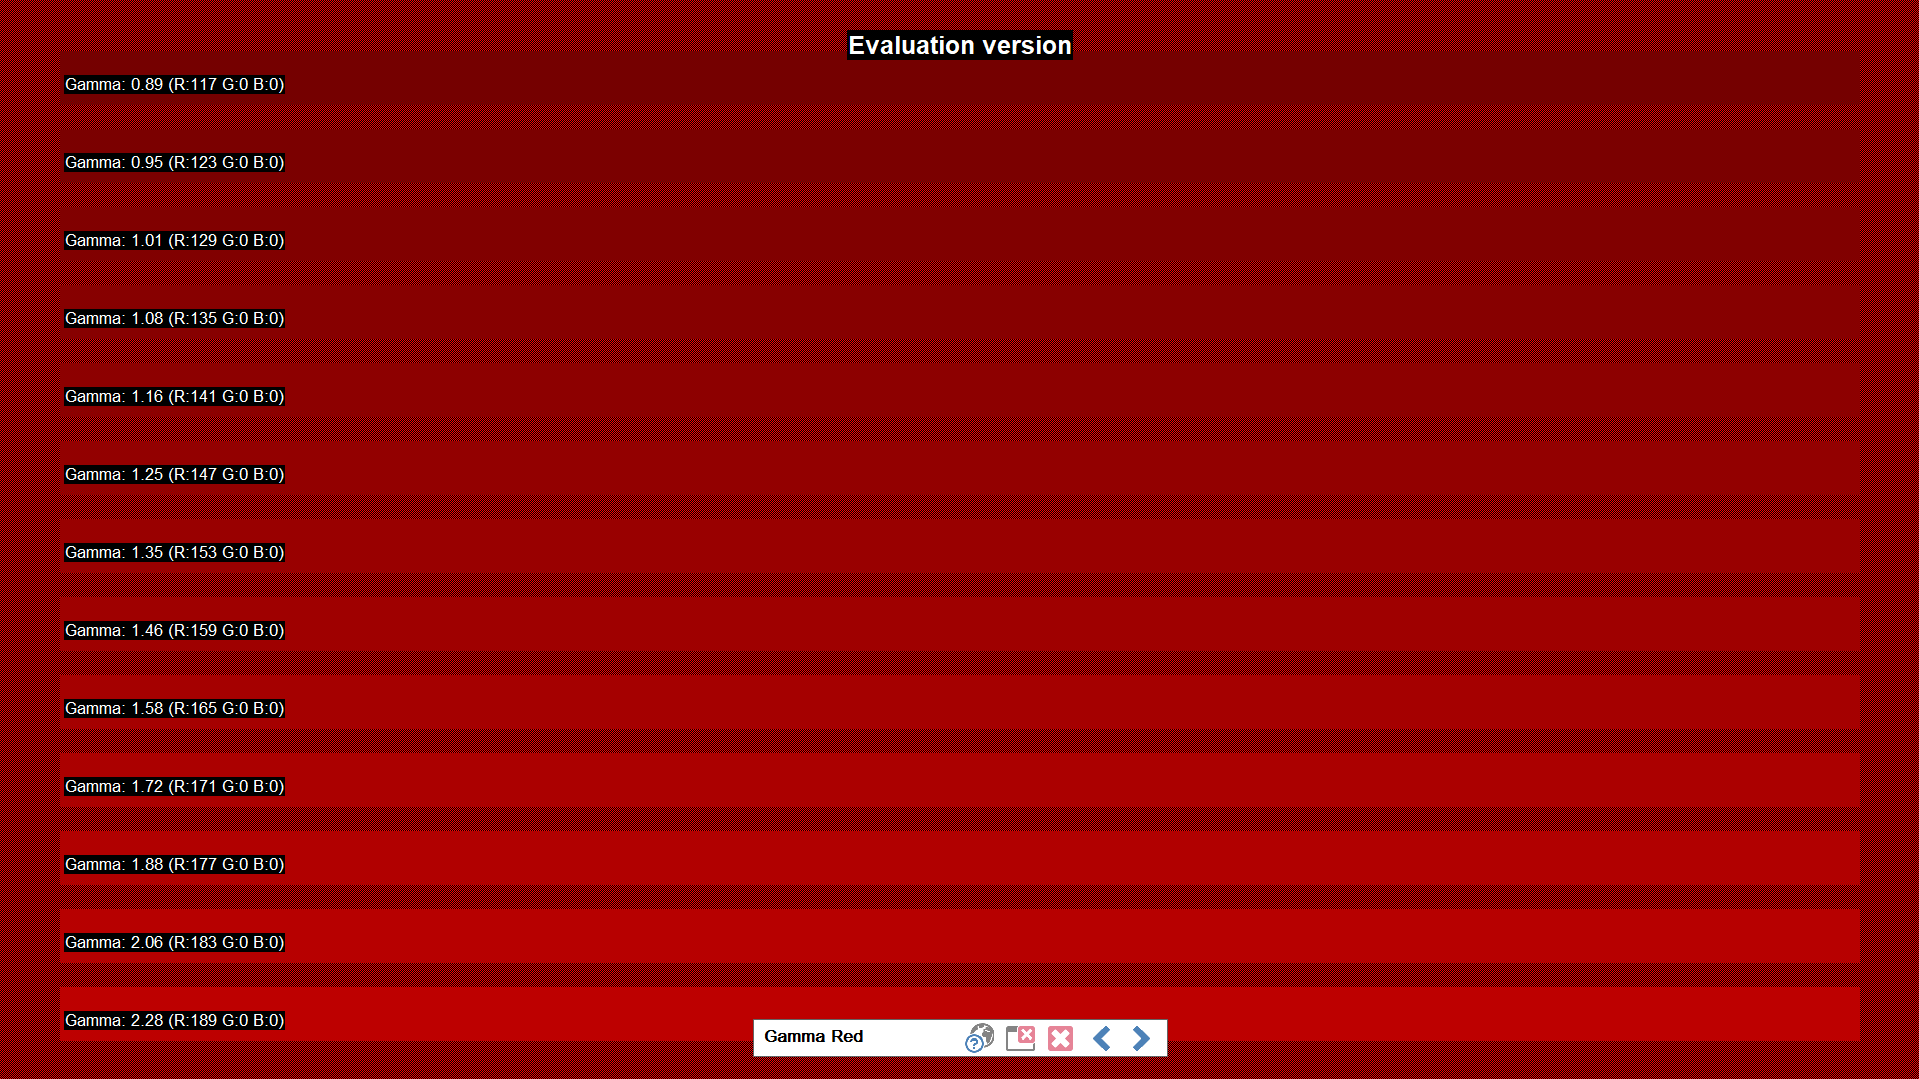 Evaluation version
Gamma: 0.89 (R:117 G:0 B:0)
Gamma: 0.95 (R:123 G:0 B:0)
Gamma: 1.01 (R:129 G:0 B:0)
Gamma: 1.08 (R:135 G:0 B:0)
Gamma: 1.16 (R:141 G:0 B:0)
Gamma: 1.25 (R:147 G:0 B:0)
Gamma: 1.35 (R:153 G:0 B:0)
Gamma: 1.46 (R:159 G:0 B:0)
Gamma: 1.58 (R:165 G:0 B:0)
Gamma: 1.72 (R:171 G:0 B:0)
Gamma: 1.88 (R:177 G:0 B:0)
Gamma: 2.06 (R:183 G:0 B:0)
Gamma: 2.28 (R:189 G:0 B:0)
Gamma Red